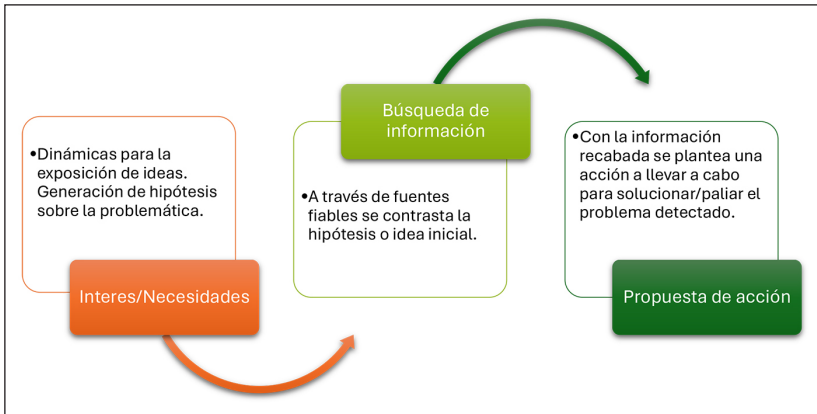 •Dinámicas para la
exposición de ideas.
Generación de hipótesis
sobre la problemática.
Interes/Necesidades
Búsqueda de
información
•A través de fuentes
fiables se contrasta la
hipótesis o idea inicial.
•Con la información
recabada se plantea una
acción a llevar a cabo
para solucionar/paliar el
problema detectado.
Propuesta de acción